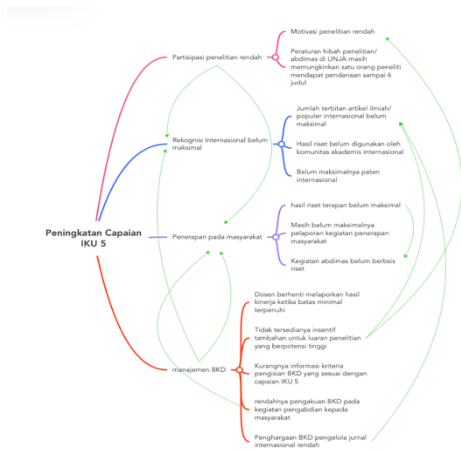 Motivasi penelitian rendah
Partisipasi penelitian rendah
Peraturan hibah penelitian/
abdimas di UNJA masih
memungkinkan satu orang peneliti
mendapat pendanaan sampai 6
judul
Rekognisi Internasional belum
maksimal
Jumlah terbitan artikel ilmiah/
populer internasional belum
maksimal
Hasil riset belum digunakan oleh
komunitas akademis internasional
Belum maksimalnya paten
internasional
Peningkatan Capaian
IKU 5
Penerapan pada masyarakat
hasil riset terapan belum maksimal
Masih belum maksimalnya
pelaporan kegiatan penerapan
masyarakat
Kegiatan abdimas belum berbsis
riset
manajemen BKD
Dosen berhenti melaporkan hasil
kinerja ketika batas minimal
terpenuhi
Tidak tersedianya insentif
tambahan untuk luaran penelitian
yang berpotensi tinggi
Kurangnya informasi kriteria
pengisian BKD yang sesuai dengan
capaian IKU 5
rendahnya pengakuan BKD pada
kegiatan pengabdian kepada
masyarakat
Penghargaan BKD pengelola jurnal
internasional rendah